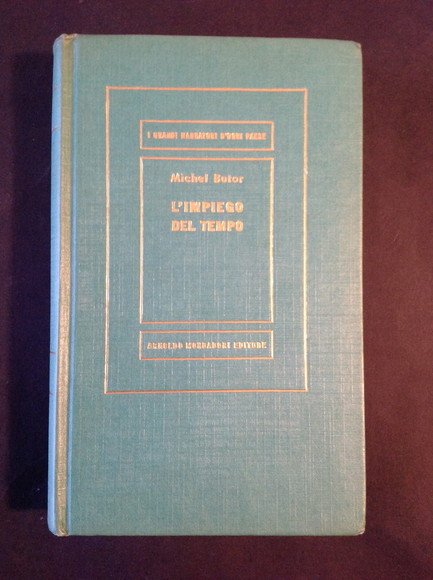 I GRANDI NARRATORI D'OGNI PAESE
Michel Butor
L'IMPIEGO
DEL TEMPO
ARNOLDO MONDADORI EDITORE